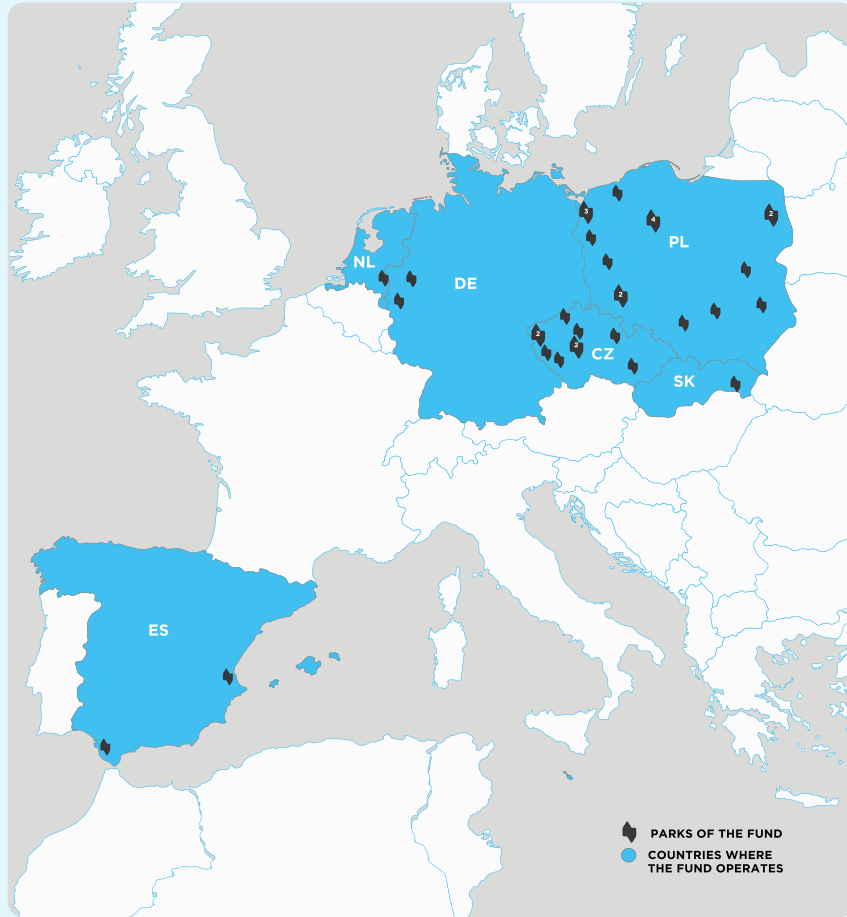 3
4
2
PL
NL
DE
2
2
2
CZ
SK
ES
PARKS OF THE FUND
COUNTRIES WHERE
THE FUND OPERATES